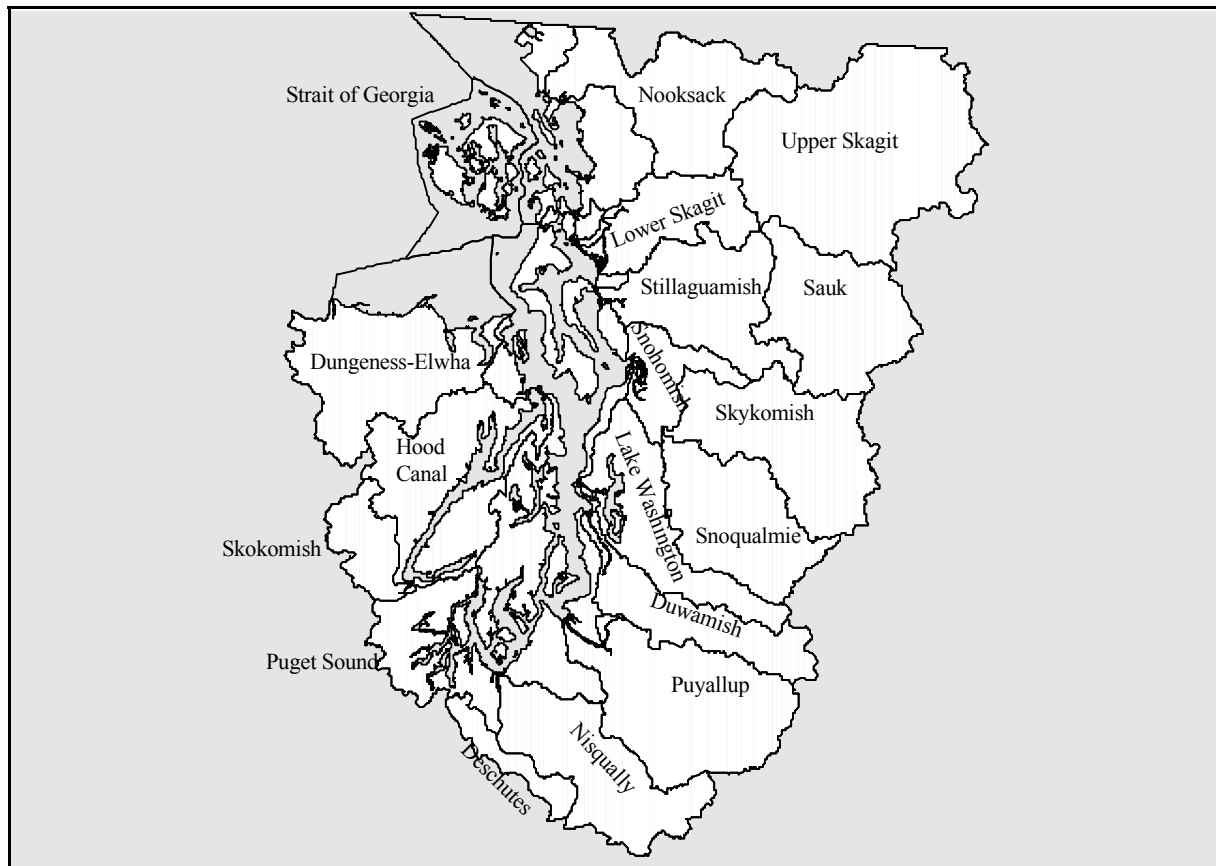 Strait of Georgia
Nooksack
Upper Skagit
Lower Skagit
Stillaguamish
Sauk
Snohomish
Dungeness-Elwha
Skykomish
Hood
Canal
Lake Washington
Skokomish
Snoqualmie
Duwamish
Puget Sound
Puyallup
Nisqually
Deschutes